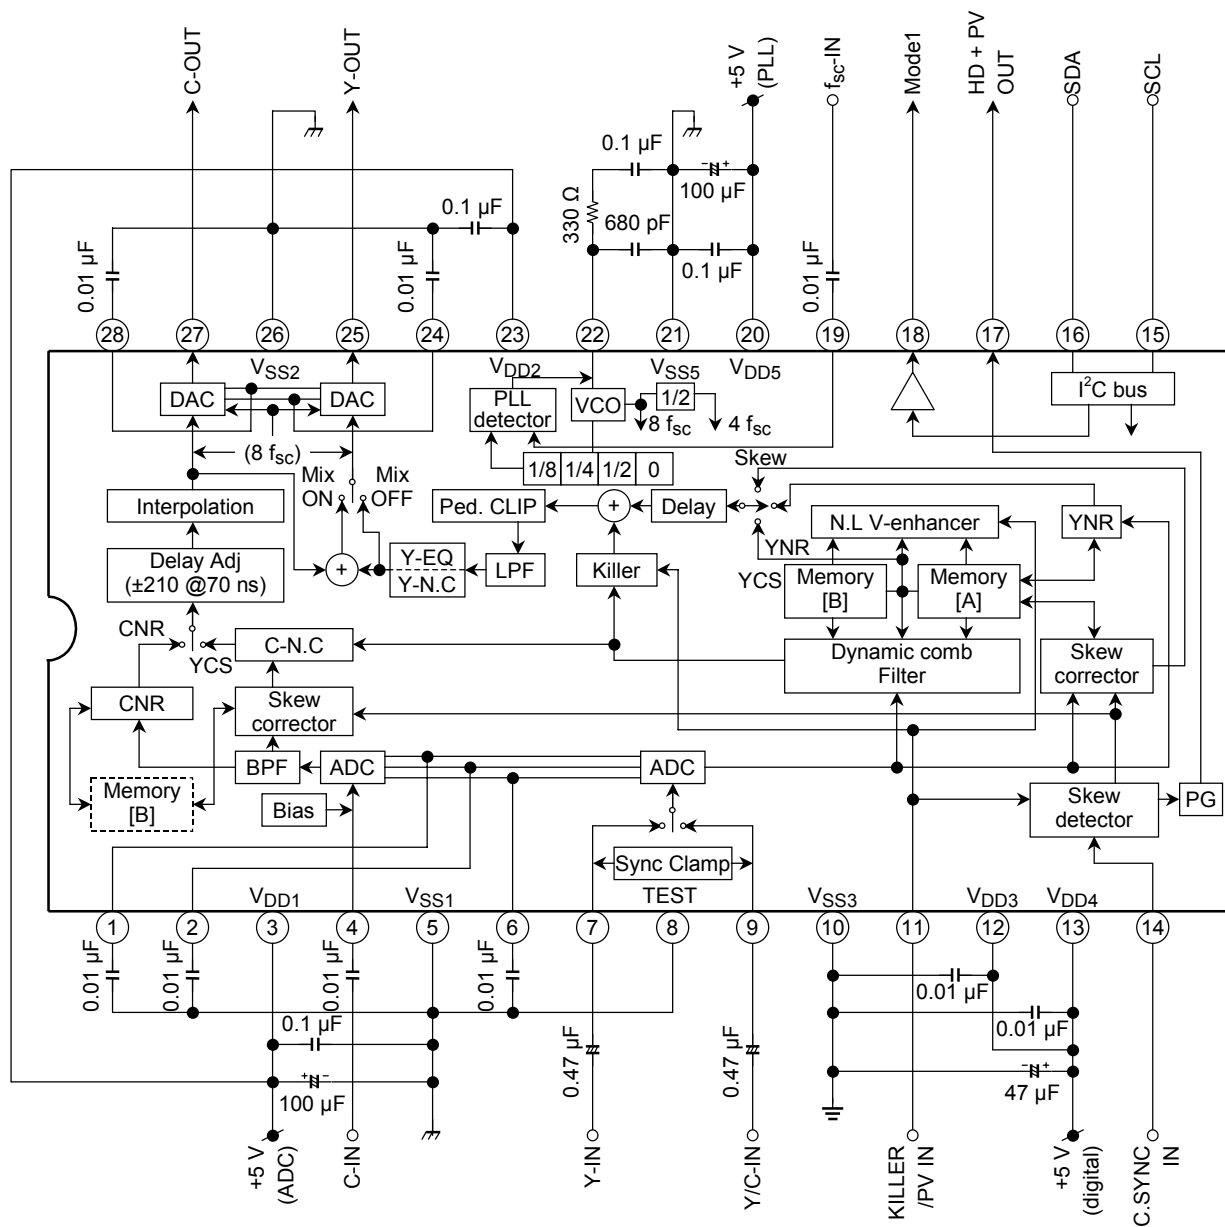 C-OUT
Y-OUT
+5 V
(PLL)
fsc-IN
Mode1
HD + PV
OUT
SDA
SCL
0.1 µF
100 µF
330 Ω
680 pF
0.1 µF
0.1 µF
0.01 µF
0.01 µF
0.01 µF
28
27
26
25
24
23
22
21
20
19
18
17
16
15
VSS2
VDD2
VSS5
VDD5
DAC
DAC
PLL
detector
VCO
1/2
8 fsc
4 fsc
I2C bus
(8 fsc)
1/8
1/4
1/2
0
Skew
Mix
ON
Mix
OFF
Interpolation
Ped. CLIP
+
Delay
N.L V-enhancer
YNR
YNR
Delay Adj
(±210 @70 ns)
+
Y-EQ
Y-N.C
LPF
Killer
YCS
Memory
[B]
Memory
[A]
CNR
YCS
C-N.C
Dynamic comb
Filter
Skew
corrector
CNR
Skew
corrector
BPF
ADC
ADC
Memory
[B]
Bias
Skew
detector
PG
Sync Clamp
VDD1
VSS1
TEST
VSS3
VDD3
VDD4
1
2
3
4
5
6
7
8
9
10
11
12
13
14
0.01 µF
0.01 µF
0.01 µF
0.01 µF
0.01 µF
0.01 µF
0.1 µF
0.47 µF
0.47 µF
+
−
100 µF
−
+
47 µF
+5 V
(ADC)
C-IN
Y-IN
Y/C-IN
KILLER
/PV IN
+5 V
(digital)
C.SYNC
IN